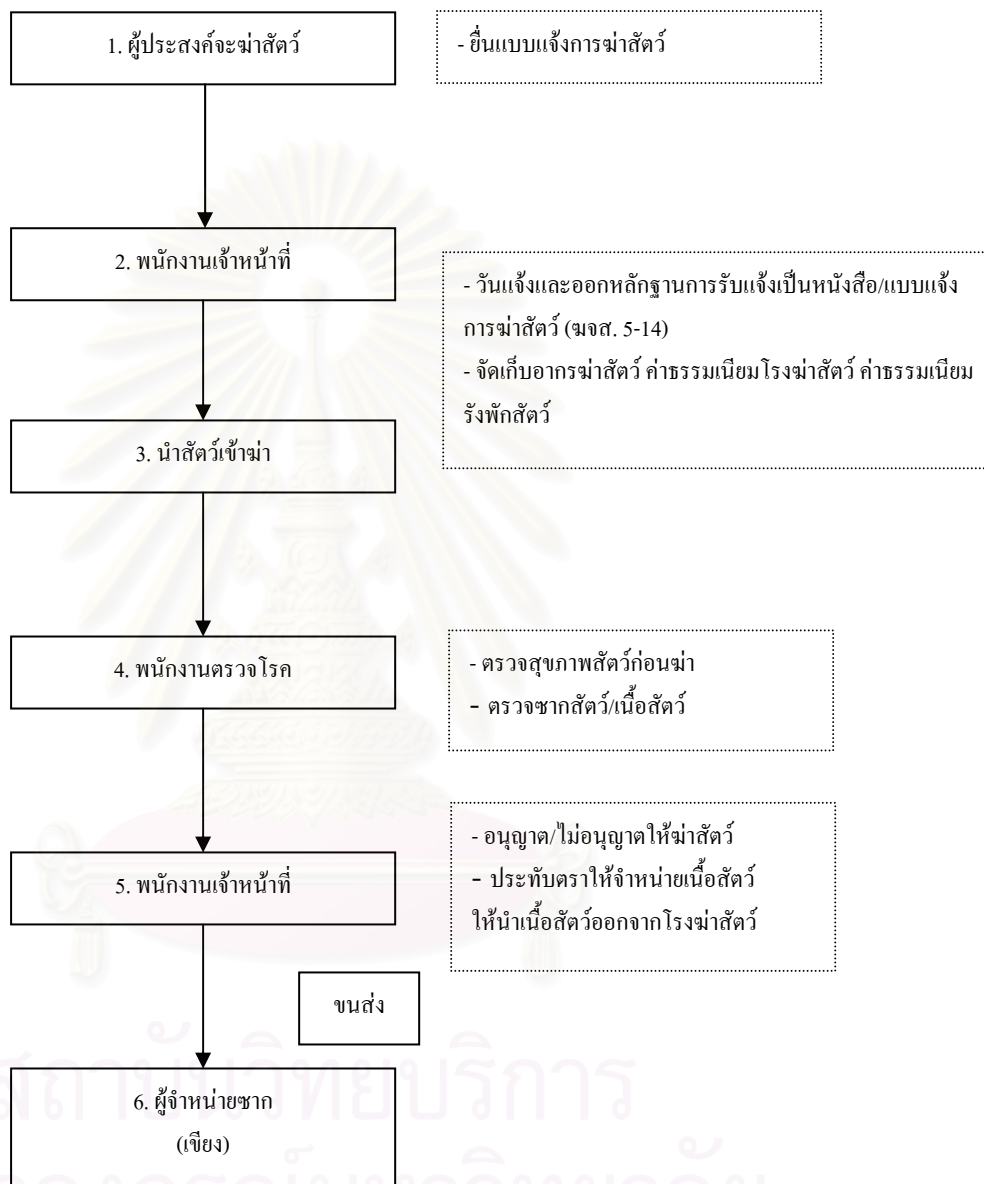 1. ผู้ประสงค์จะฆ่าสัตว์
- ยื่นแบบแจ้งการฆ่าสัตว์
2. พนักงานเจ้าหน้าที่
- วันแจ้งและออกหลักฐานการรับแจ้งเป็นหนังสือ/แบบแจ้ง
การฆ่าสัตว์ (ฆจส. 5-14)
- จัดเก็บอากรฆ่าสัตว์ ค่าธรรมเนียมโรงฆ่าสัตว์ ค่าธรรมเนียม
รังพักสัตว์
3. นำสัตว์เข้าฆ่า
4. พนักงานตรวจโรค
- ตรวจสุขภาพสัตว์ก่อนฆ่า
- ตรวจซากสัตว์/เนื้อสัตว์
5. พนักงานเจ้าหน้าที่
- อนุญาต/ไม่อนุญาตให้ฆ่าสัตว์
- ประทับตราให้จำหน่ายเนื้อสัตว์
ให้นำเนื้อสัตว์ออกจากโรงฆ่าสัตว์
ขนส่ง
6. ผู้จำหน่ายซาก
(เขียง)
สถาบันวิทยบริการ